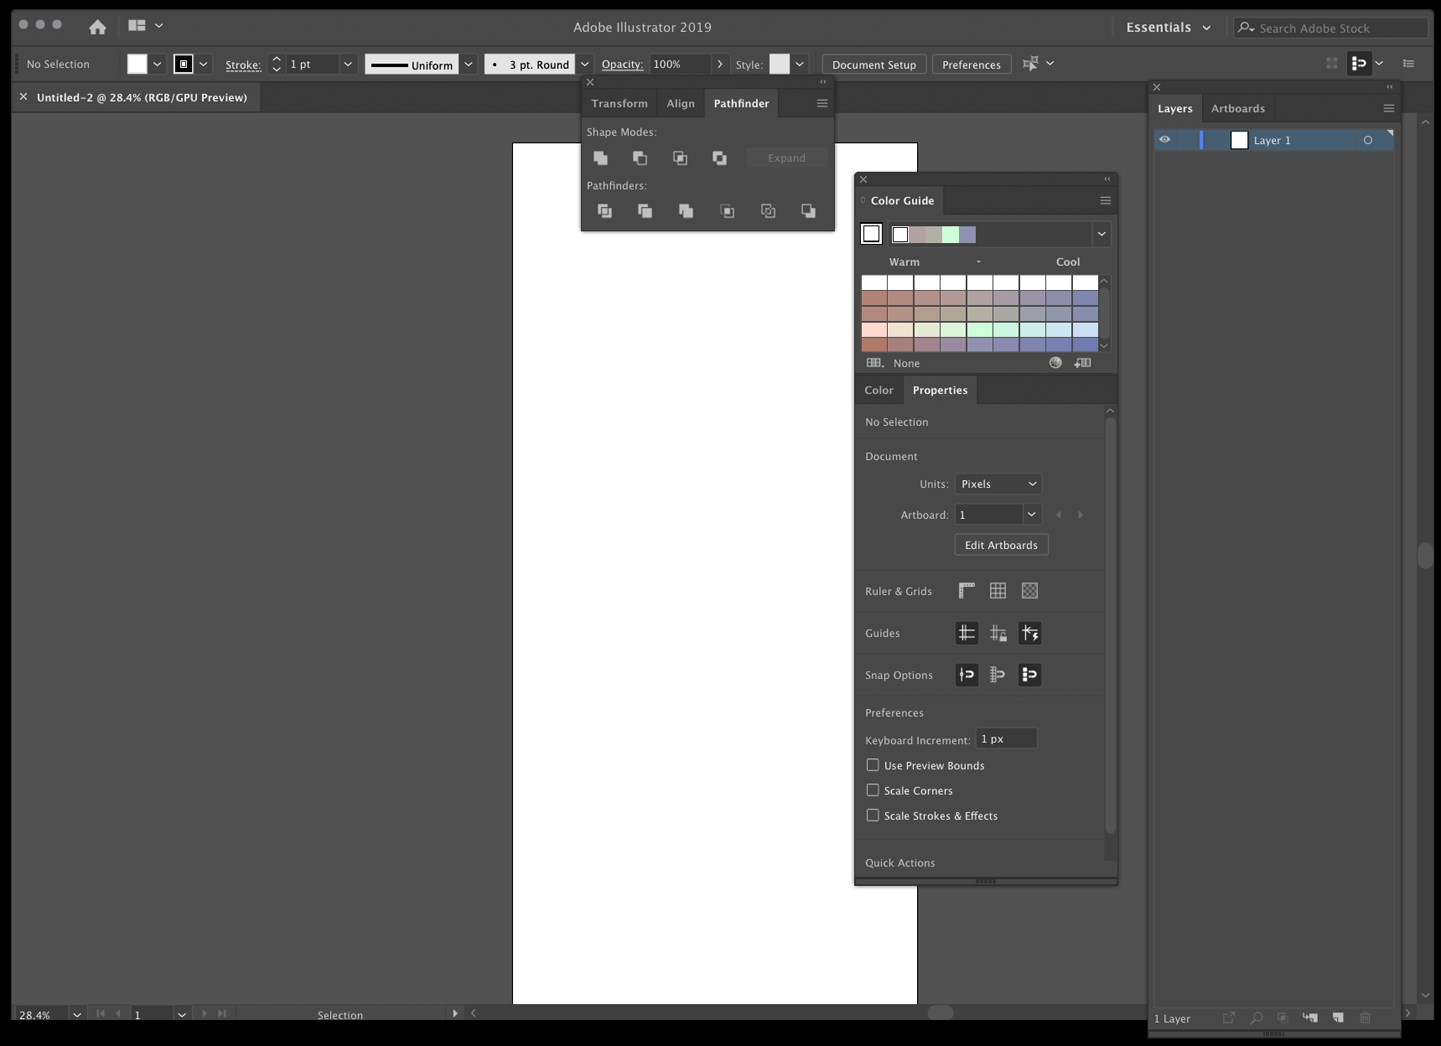 Adobe Illustrator 2019
Essentials
Search Adobe Stock
No Selection
Stroke:
1 pt
Uniform
3 pt. Round
Opacity:
100%
Style:
Document Setup
Preferences
Untitled-2 @ 28.4% (RGB/GPU Preview)
Transform
Align
Pathfinder
Shape Modes:
Expand
Pathfinders:
Layers
Artboards
Layer 1
Color Guide
Warm
Cool
None
Color
Properties
No Selection
Document
Units:
Pixels
Artboard:
1
Edit Artboards
Ruler & Grids
Guides
Snap Options
Preferences
Keyboard Increment:
1 px
Use Preview Bounds
Scale Corners
Scale Strokes & Effects
Quick Actions
28.4%
1
Selection
1 Layer